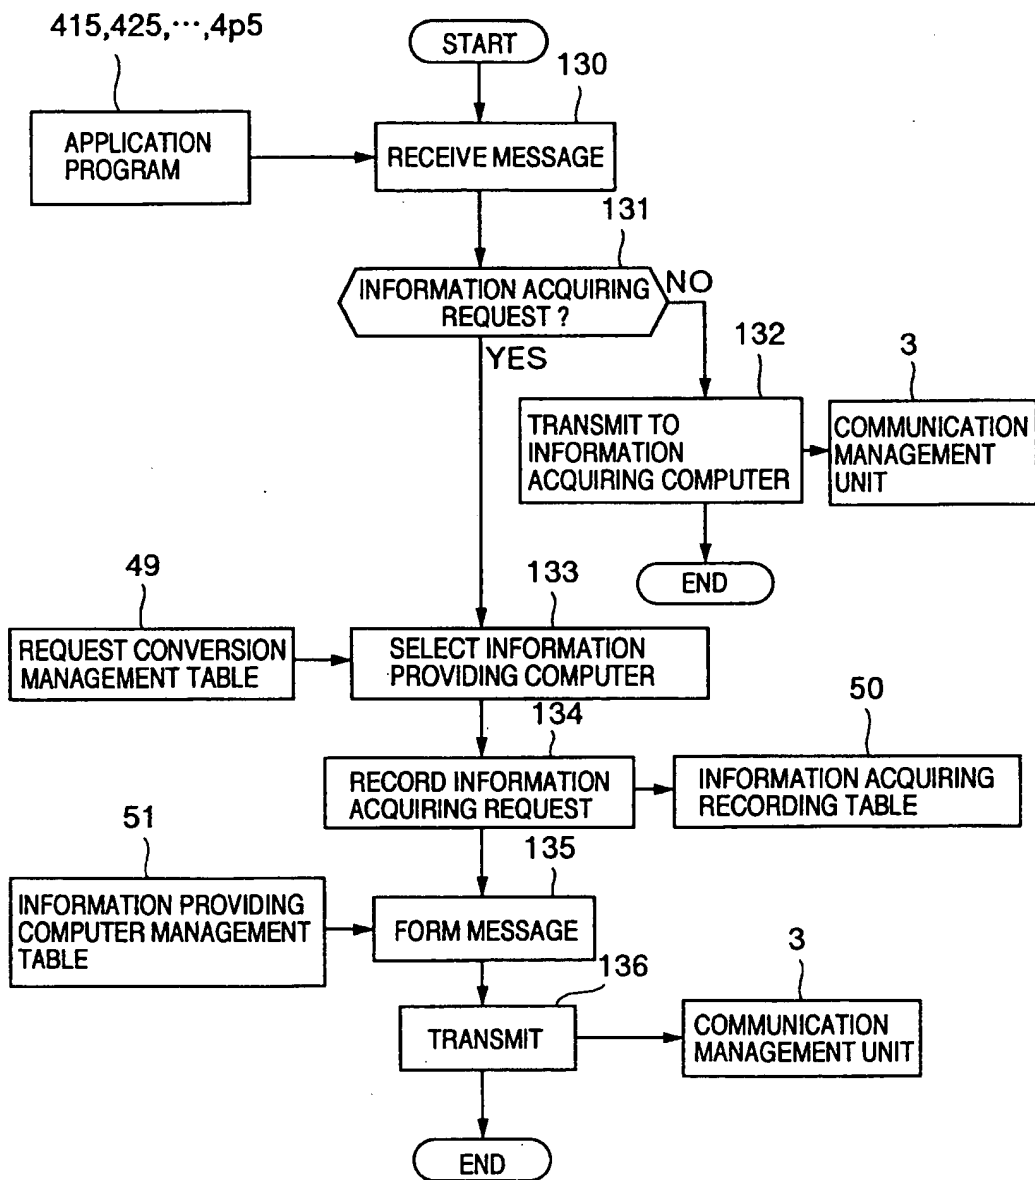 415,425,···,4p5
START
130
APPLICATION
PROGRAM
RECEIVE MESSAGE
131
INFORMATION ACQUIRING
REQUEST ?
NO
YES
132
3
TRANSMIT TO
INFORMATION
ACQUIRING COMPUTER
COMMUNICATION
MANAGEMENT
UNIT
END
49
133
REQUEST CONVERSION
MANAGEMENT TABLE
SELECT INFORMATION
PROVIDING COMPUTER
134
50
RECORD INFORMATION
ACQUIRING REQUEST
INFORMATION ACQUIRING
RECORDING TABLE
51
135
INFORMATION PROVIDING
COMPUTER MANAGEMENT
TABLE
FORM MESSAGE
136
3
TRANSMIT
COMMUNICATION
MANAGEMENT UNIT
END